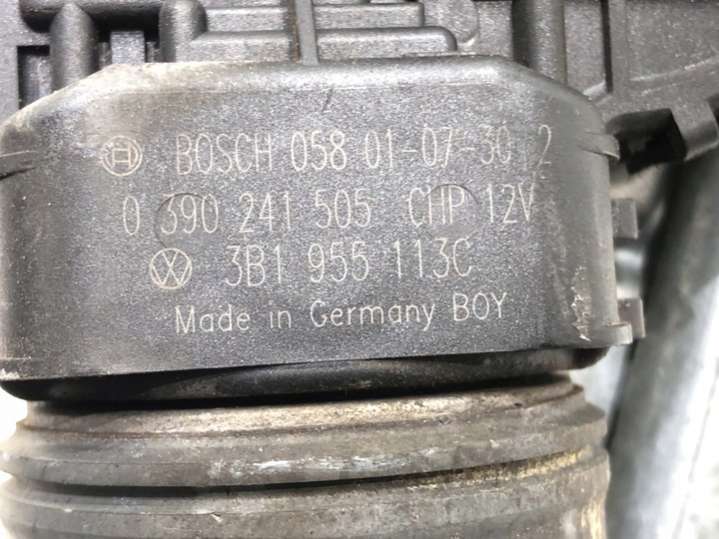 BOSCH 058 01-07-30 2
0 390 241 505 CHP 12V
3B1 955 113C
Made in Germany BOY